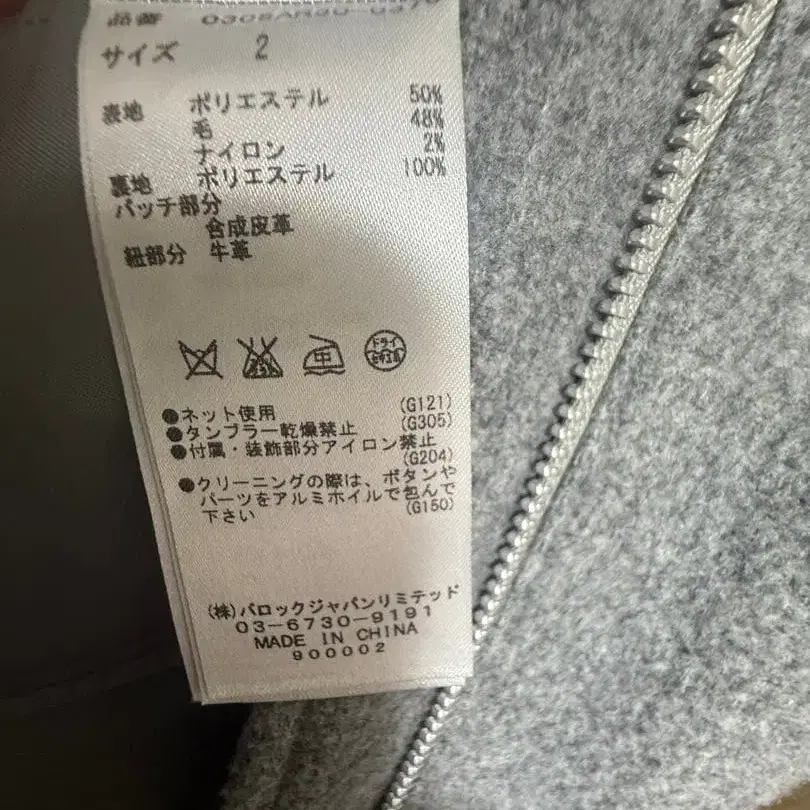 品番
サイズ 2
表地 ポリエステル 50%
毛 48%
ナイロン 2%
裏地 ポリエステル 100%
パッチ部分
合成皮革
紐部分 牛革
中
ドライ
●ネット使用 (G121)
●タンブラー乾燥禁止 (G305)
●付属・装飾部分アイロン禁止
(G204)
●クリーニングの際は、ボタンや
パーツをアルミホイルで包んで
下さい (G150)
(株)バロックジャパンリミテッド
03-6730-9191
MADE IN CHINA
900002